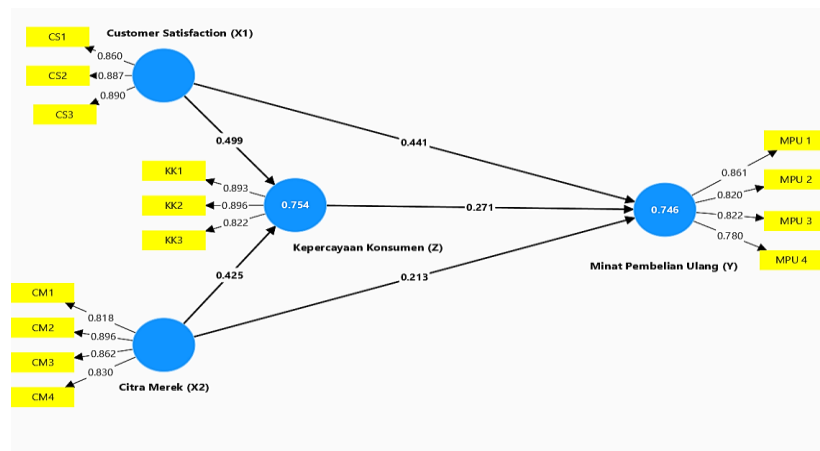 Customer Satisfaction (X1)
CS1
0.860
CS2
0.887
CS3
0.890
0.499
0.441
KK1
0.893
KK2
0.896
KK3
0.822
0.754
Kepercayaan Konsumen (Z)
0.271
0.425
0.213
MPU 1
0.861
MPU 2
0.820
MPU 3
0.822
MPU 4
0.780
0.746
Minat Pembelian Ulang (Y)
CM1
0.818
CM2
0.896
CM3
0.862
CM4
0.830
Citra Merek (X2)